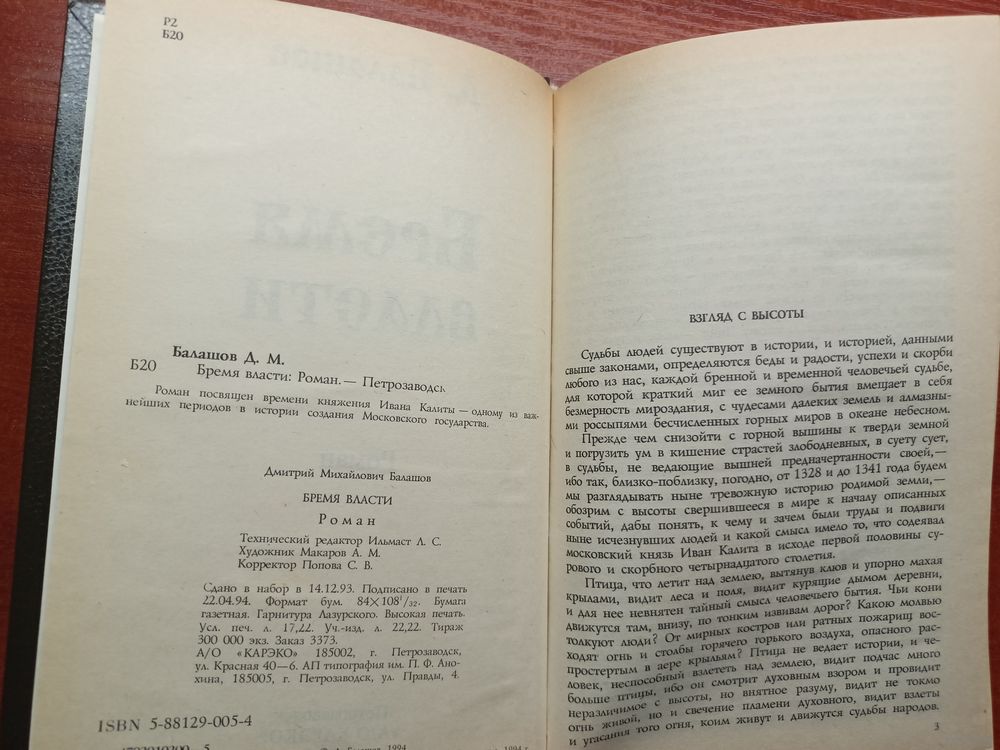 Р2
Б20
Балашов Д. М.
Б20 Бремя власти: Роман.— Петрозаводск
Роман посвящен времени княжения Ивана Калиты — одному из важ-
нейших периодов в истории создания Московского государства.
Дмитрий Михайлович Балашов
БРЕМЯ ВЛАСТИ
Роман
Технический редактор Ильмаст Л. С.
Художник Макаров А. М.
Корректор Попова С. В.
Сдано в набор в 14.12.93. Подписано в печать
22.04.94. Формат бум. 84×108¹/₃₂. Бумага
газетная. Гарнитура Лазурского. Высокая печать.
Усл. печ. л. 17,22. Уч.-изд. л. 22,22. Тираж
300 000 экз. Заказ 3373.
А/О «КАРЭКО» 185002, г. Петрозаводск,
ул. Красная 40—6. АП типография им. П. Ф. Ано-
хина, 185005, г. Петрозаводск, ул. Правды, 4.
ISBN 5-88129-005-4
1994
1994 г.
ВЗГЛЯД С ВЫСОТЫ
Судьбы людей существуют в истории, и историей, данными
свыше законами, определяются беды и радости, успехи и скорби
любого из нас, каждой бренной и временной человечьей судьбе,
для которой краткий миг ее земного бытия вмещает в себя
безмерность мироздания, с чудесами далеких земель и алмазны-
ми россыпями бесчисленных горных миров в океане небесном.
Прежде чем снизойти с горной вышины к тверди земной
и погрузить ум в кишение страстей злободневных, в суету сует,
в судьбы, не ведающие вышней предначертанности своей,—
ибо так, близко-поблизку, погодно, от 1328 и до 1341 года будем
мы разглядывать ныне тревожную историю родимой земли,—
обозрим с высоты свершившееся в мире к началу описанных
событий, дабы понять, к чему и зачем были труды и подвиги
ныне исчезнувших людей и какой смысл имело то, что содеявал
московский князь Иван Калита в исходе первой половины су-
рового и скорбного четырнадцатого столетия.
Птица, что летит над землею, вытянув клюв и упорно махая
крыльями, видит леса и поля, видит курящие дымом деревни,
и для нее невнятен тайный смысл человечьего бытия. Чьи кони
движутся там, внизу, по тонким извивам дорог? Какою молвью
толкуют люди? От мирных костров или ратных пожарищ вос-
ходят огнь и столбы горячего горького воздуха, опасного рас-
простертым в аере крыльям? Птица не ведает истории, и че-
ловек, неспособный взлететь над землею, видит подчас много
больше птицы, ибо он смотрит духовным взором и провидит
неразличимое с высоты, но внятное разуму, видит не токмо
огнь живой, но и свечение пламени духовного, видит взлеты
и угасания того огня, коим живут и движутся судьбы народов.
3